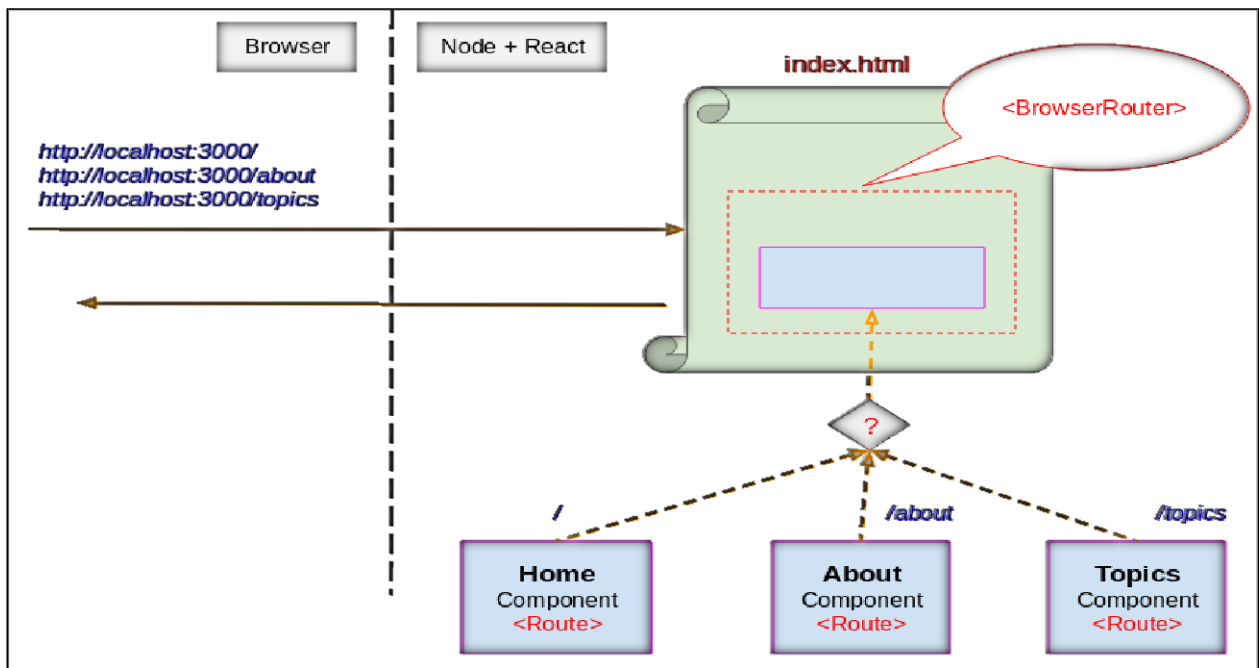 Browser
Node + React
index.html
<BrowserRouter>
http://localhost:3000/
http://localhost:3000/about
http://localhost:3000/topics
?
/
/about
/topics
Home
Component
<Route>
About
Component
<Route>
Topics
Component
<Route>